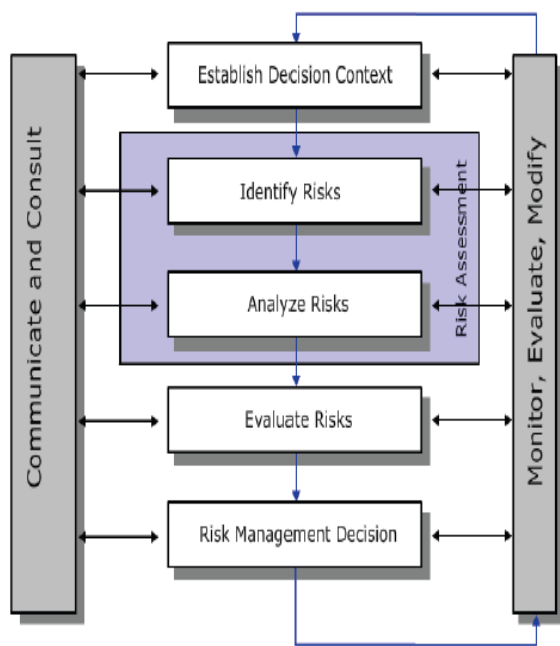 Establish Decision Context
Communicate and Consult
Identify Risks
Risk Assessment
Analyze Risks
Monitor, Evaluate, Modify
Evaluate Risks
Risk Management Decision